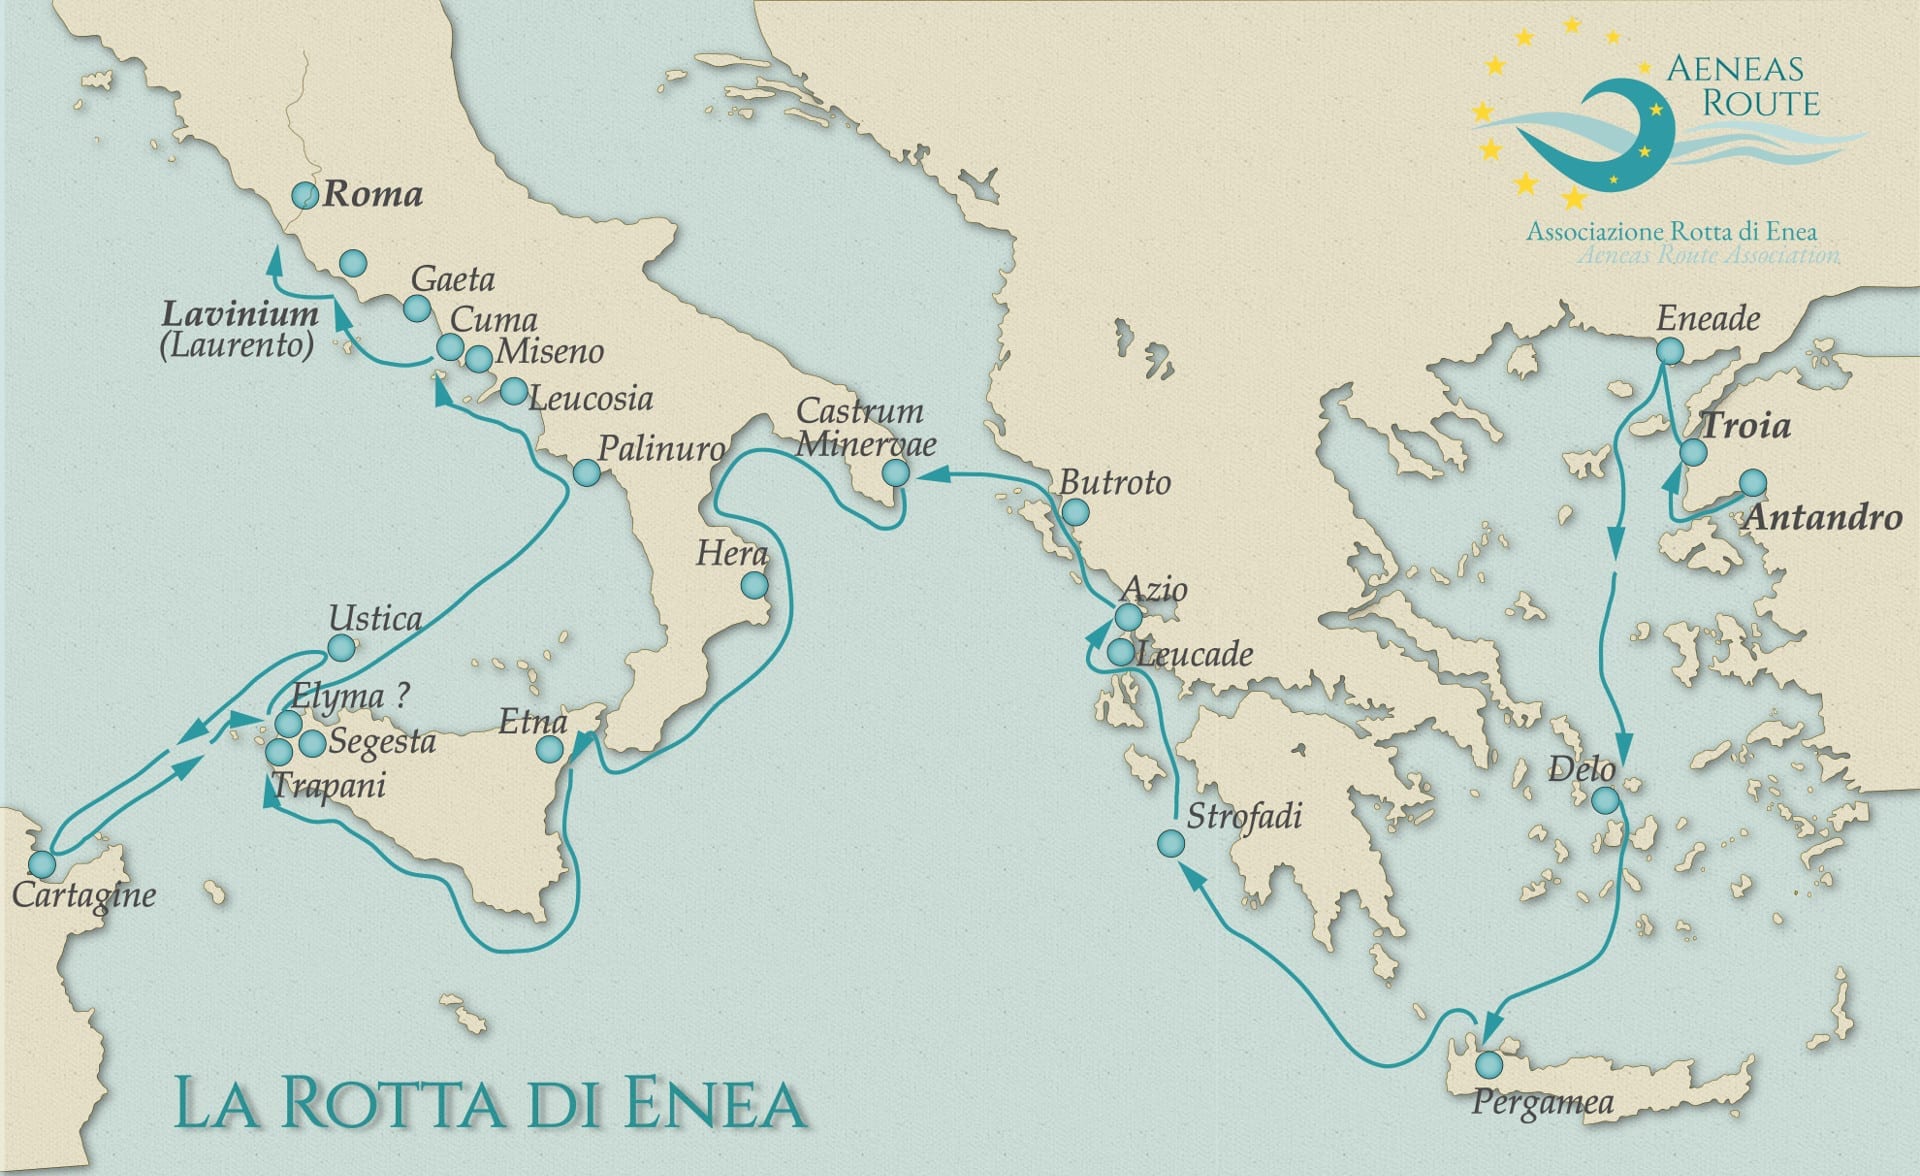 AENEAS
ROUTE
Associazione Rotta di Enea
Aeneas Route Association
Roma
Gaeta
Lavinium
(Laurento)
Cuma
Miseno
Leucosia
Palinuro
Castrum
Minervae
Butroto
Eneade
Troia
Antandro
Hera
Azio
Leucade
Ustica
Elyma ?
Segesta
Trapani
Etna
Delo
Strofadi
Cartagine
Pergamea
LA ROTTA DI ENEA